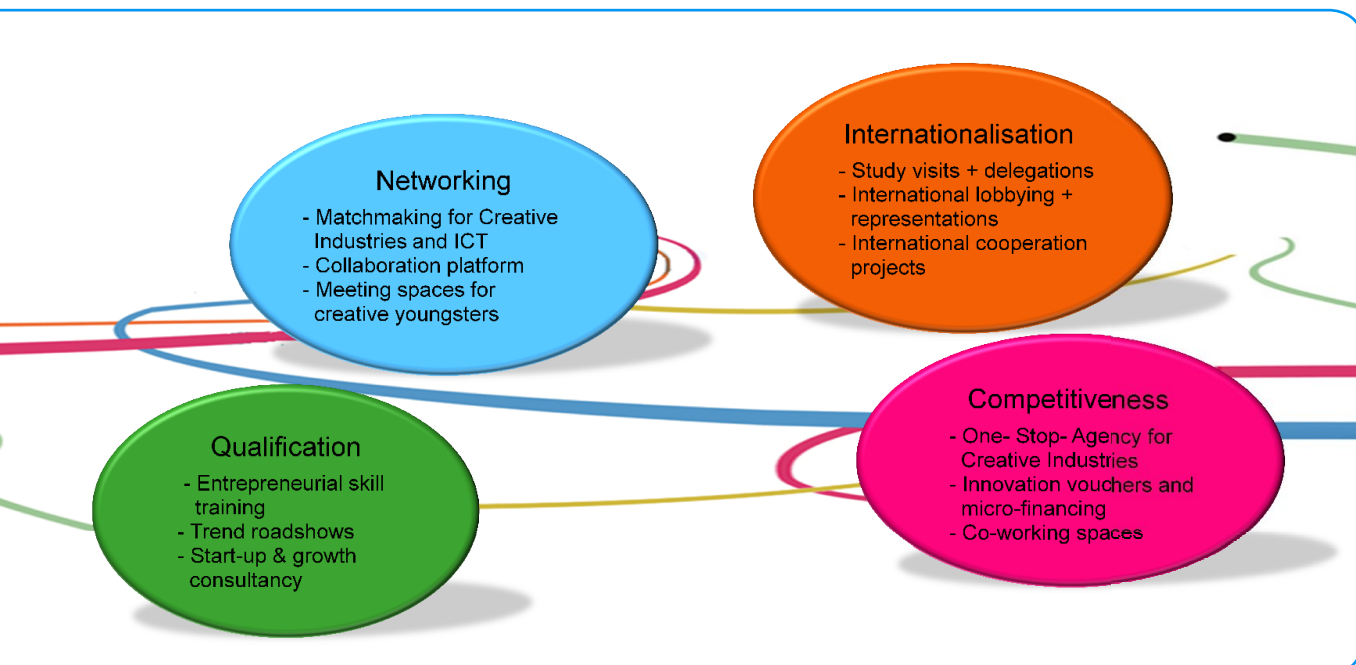 Networking
- Matchmaking for Creative
Industries and ICT
- Collaboration platform
- Meeting spaces for
creative youngsters
Internationalisation
- Study visits + delegations
- International lobbying +
representations
- International cooperation
projects
Qualification
- Entrepreneurial skill
training
- Trend roadshows
- Start-up & growth
consultancy
Competitiveness
- One- Stop- Agency for
Creative Industries
- Innovation vouchers and
micro-financing
- Co-working spaces